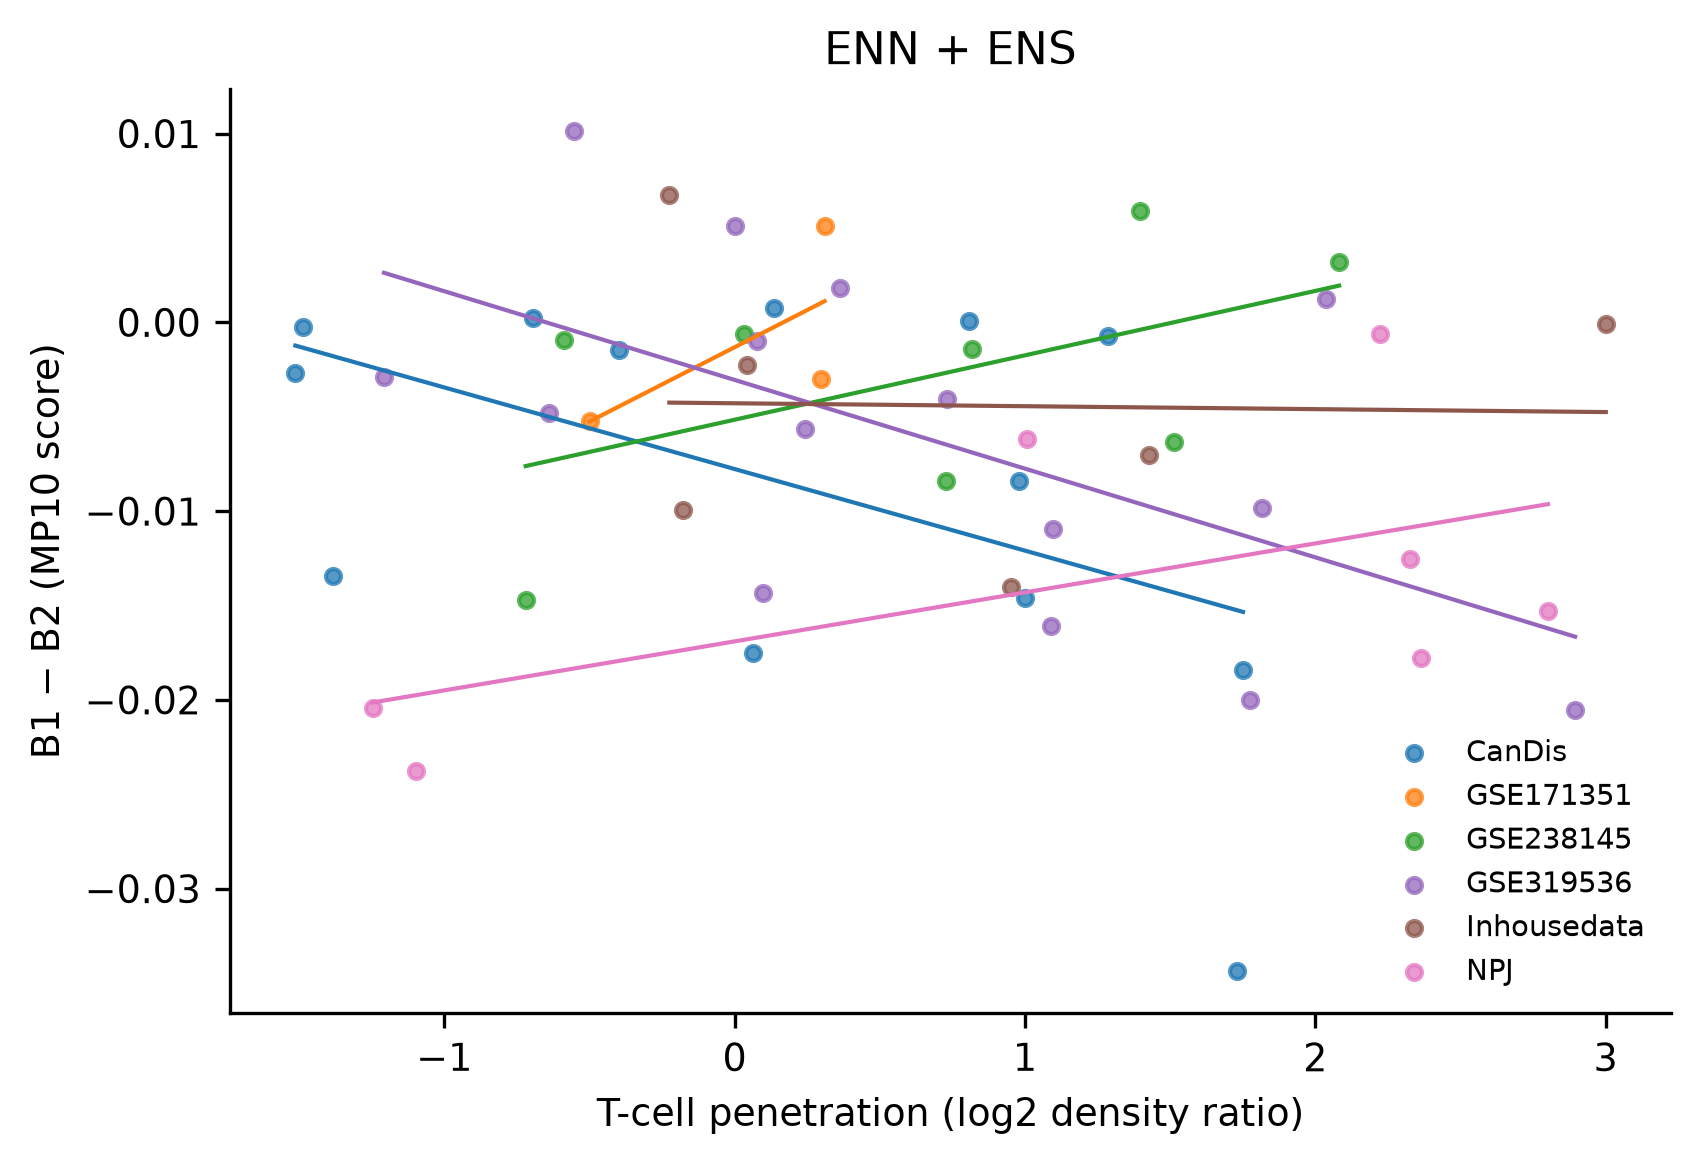 ENN + ENS
0.01
0.00
−0.01
−0.02
−0.03
B1 − B2 (MP10 score)
CanDis
GSE171351
GSE238145
GSE319536
Inhousedata
NPJ
−1
0
1
2
3
T-cell penetration (log2 density ratio)